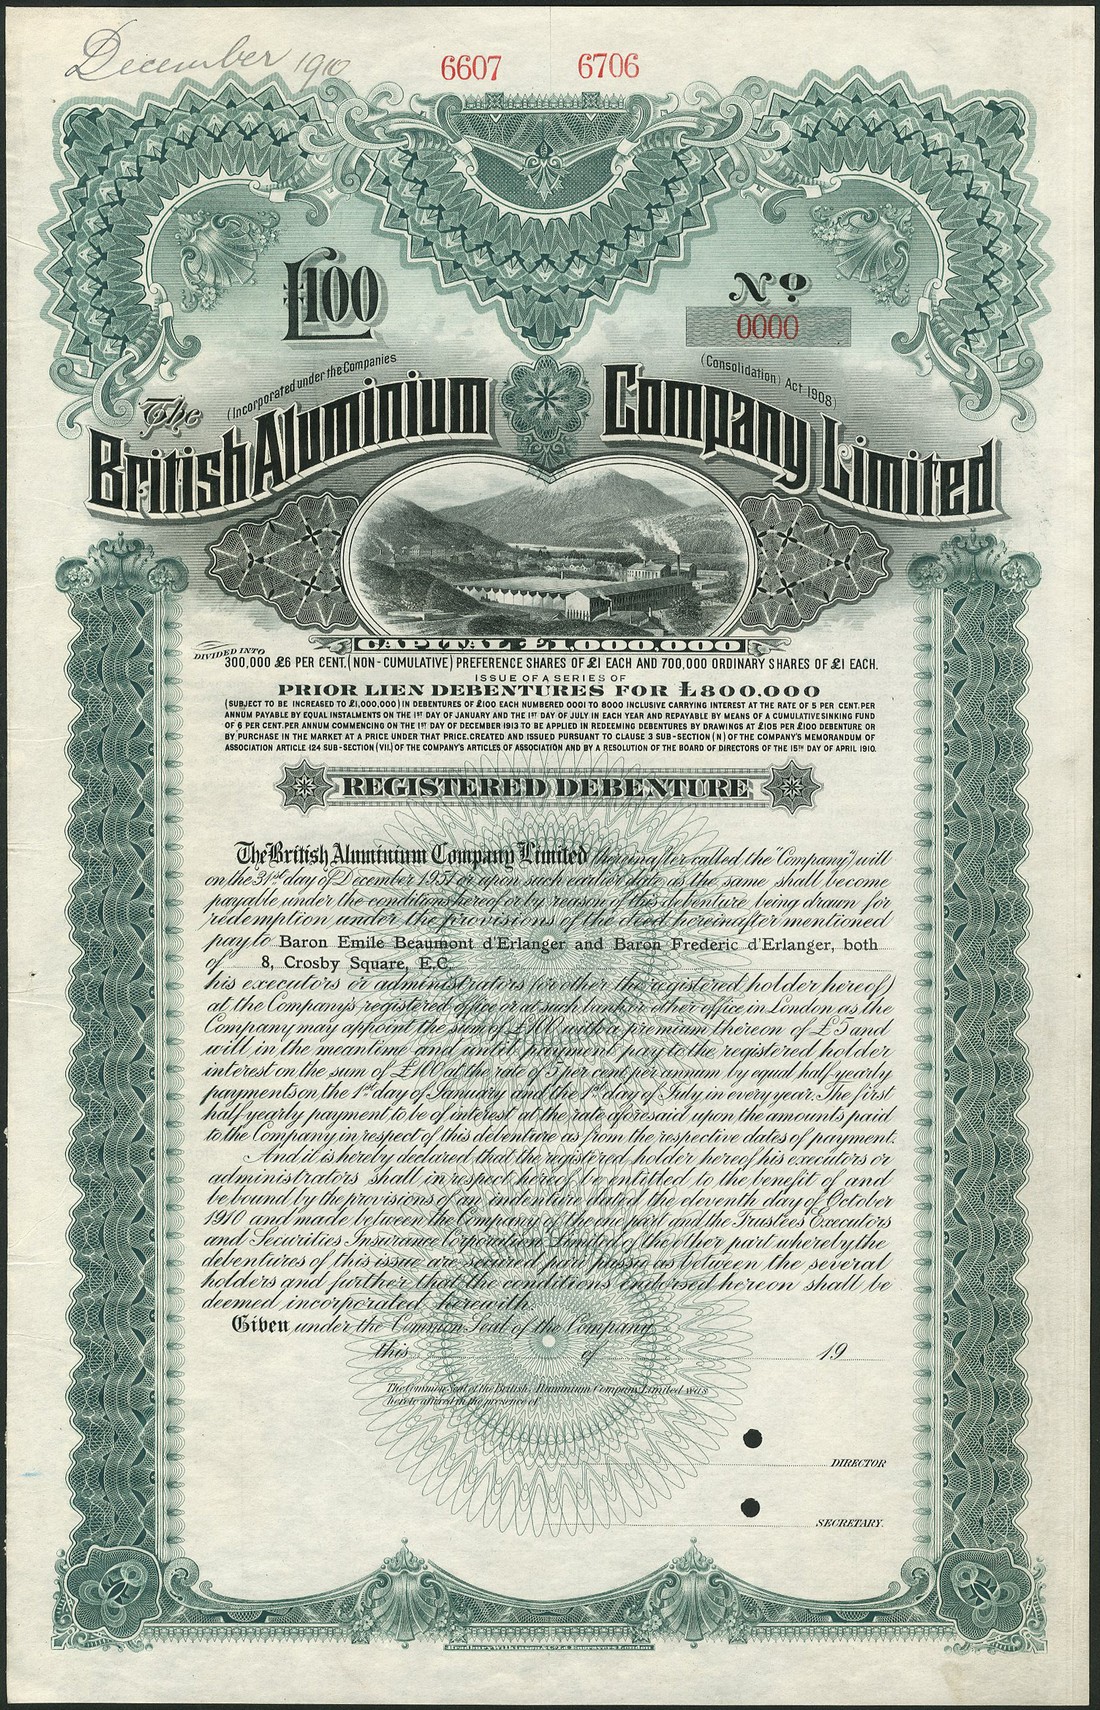 December 1910
6607 6706
£100
No
0000
(Incorporated under the Companies
(Consolidation) Act 1908)
The
British Aluminium Company Limited
CAPITAL £1,000,000
DIVIDED INTO
300,000 £6 PER CENT. (NON-CUMULATIVE) PREFERENCE SHARES OF £1 EACH AND 700,000 ORDINARY SHARES OF £1 EACH.
ISSUE OF A SERIES OF
PRIOR LIEN DEBENTURES FOR £800,000
(SUBJECT TO BE INCREASED TO £1,000,000) IN DEBENTURES OF £100 EACH NUMBERED 0001 TO 8000 INCLUSIVE CARRYING INTEREST AT THE RATE OF 5 PER CENT. PER
ANNUM PAYABLE BY EQUAL INSTALMENTS ON THE 1ST DAY OF JANUARY AND THE 1ST DAY OF JULY IN EACH YEAR AND REPAYABLE BY MEANS OF A CUMULATIVE SINKING FUND
OF 6 PER CENT. PER ANNUM COMMENCING ON THE 1ST DAY OF DECEMBER 1913 TO BE APPLIED IN REDEEMING DEBENTURES BY DRAWINGS AT £105 PER £100 DEBENTURE OR
BY PURCHASE IN THE MARKET AT A PRICE UNDER THAT PRICE. CREATED AND ISSUED PURSUANT TO CLAUSE 3 SUB-SECTION (N) OF THE COMPANY'S MEMORANDUM OF
ASSOCIATION ARTICLE 124 SUB-SECTION (VII.) OF THE COMPANY'S ARTICLES OF ASSOCIATION AND BY A RESOLUTION OF THE BOARD OF DIRECTORS OF THE 15TH DAY OF APRIL 1910.
REGISTERED DEBENTURE
The British Aluminium Company Limited (hereinafter called the "Company") will
on the 31st day of December 1951 or upon such earlier date as the same shall become
payable under the conditions hereof or by reason of this debenture being drawn for
redemption under the provisions of the deed hereinafter mentioned
pay to Baron Emile Beaumont d'Erlanger and Baron Frederic d'Erlanger, both
of 8, Crosby Square, E.C.
his executors or administrators (or other the registered holder hereof)
at the Company's registered office or at such bank or other office in London as the
Company may appoint the sum of £100 with a premium thereon of £5 and
will in the meantime and until payment pay to the registered holder
interest on the sum of £100 at the rate of 5 per cent per annum by equal half-yearly
payments on the 1st day of January and the 1st day of July in every year. The first
half yearly payment to be of interest at the rate aforesaid upon the amounts paid
to the Company in respect of this debenture as from the respective dates of payment.
And it is hereby declared that the registered holder hereof his executors or
administrators shall in respect hereof be entitled to the benefit of and
be bound by the provisions of an indenture dated the eleventh day of October
1910 and made between the Company of the one part and the Trustees Executors
and Securities Insurance Corporation Limited of the other part whereby the
debentures of this issue are secured pari passu as between the several
holders and further that the conditions endorsed hereon shall be
deemed incorporated herewith.
Given under the Common Seal of the Company
this of 19
The Common Seal of the British Aluminium Company Limited was
hereto affixed in the presence of
DIRECTOR
SECRETARY.
Bradbury Wilkinson & Co. Ld. Engravers London